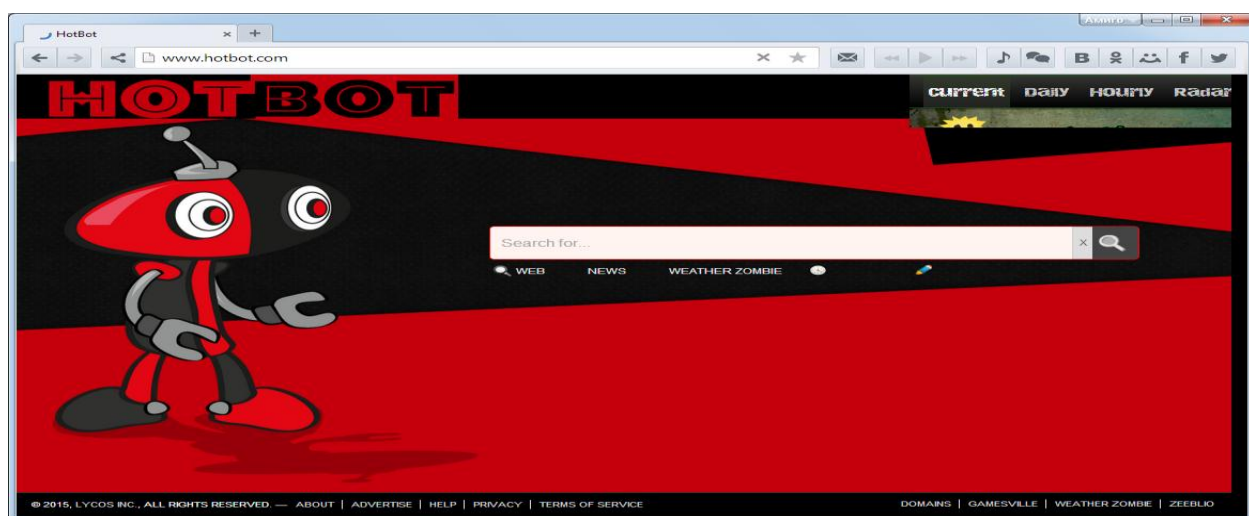 Амиго
HotBot
www.hotbot.com
B f
HOTBOT
current Daily Hourly Radar
Search for...
WEB NEWS WEATHER ZOMBIE
© 2015, LYCOS INC., ALL RIGHTS RESERVED. — ABOUT | ADVERTISE | HELP | PRIVACY | TERMS OF SERVICE
DOMAINS | GAMESVILLE | WEATHER ZOMBIE | ZEEBLIO